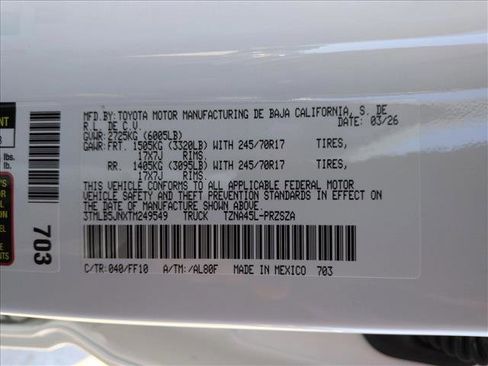 MFD.BY:TOYOTA MOTOR MANUFACTURING DE BAJA CALIFORNIA, S. DE
R.L. DE C.V. DATE: 03/26
GVWR:2725KG (6005LB)
GAWR:FRT. 1505KG (3320LB) WITH 245/70R17 TIRES,
17X7J RIMS.
RR. 1405KG (3095LB) WITH 245/70R17 TIRES,
17X7J RIMS.
THIS VEHICLE CONFORMS TO ALL APPLICABLE FEDERAL MOTOR
VEHICLE SAFETY AND THEFT PREVENTION STANDARDS IN EFFECT ON
THE DATE OF MANUFACTURE SHOWN ABOVE.
3TMLB5JNXTM249549 TRUCK TZNA45L-PRZSZA
C/TR:040/FF10 A/TM:/AL80F MADE IN MEXICO 703
703
lbs.